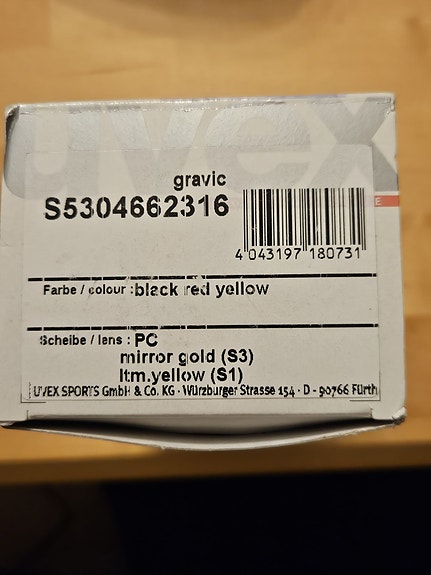 uvex
gravic
S5304662316
4 043197 180731
Farbe / colour : black red yellow
Scheibe / lens : PC
mirror gold (S3)
ltm.yellow (S1)
UVEX SPORTS GmbH & Co. KG · Würzburger Strasse 154 · D - 90766 Fürth